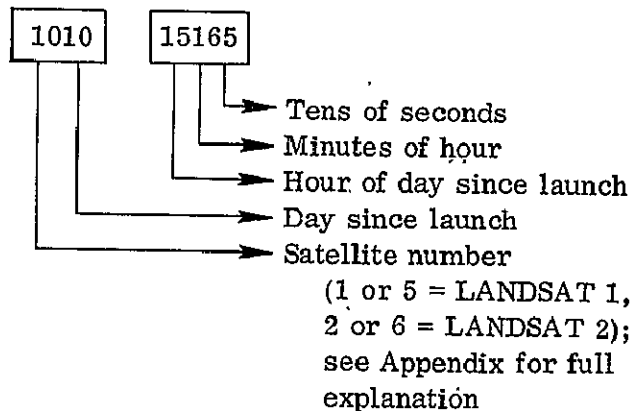 1010 15165
Tens of seconds
Minutes of hour
Hour of day since launch
Day since launch
Satellite number
(1 or 5 = LANDSAT 1,
2 or 6 = LANDSAT 2);
see Appendix for full
explanation